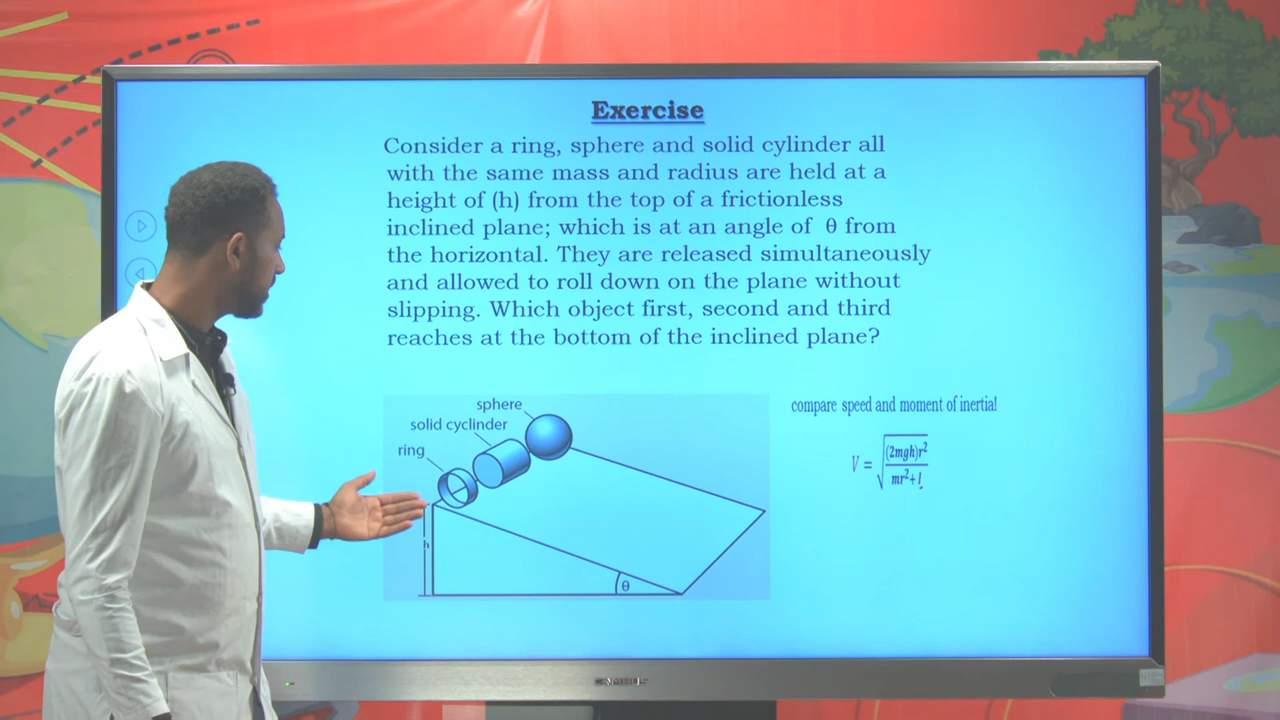 Exercise
Consider a ring, sphere and solid cylinder all
with the same mass and radius are held at a
height of (h) from the top of a frictionless
inclined plane; which is at an angle of θ from
the horizontal. They are released simultaneously
and allowed to roll down on the plane without
slipping. Which object first, second and third
reaches at the bottom of the inclined plane?
sphere
solid cyclinder
ring
h
θ
compare speed and moment of inertia!
V = √((2mgh)r²/mr²+I)